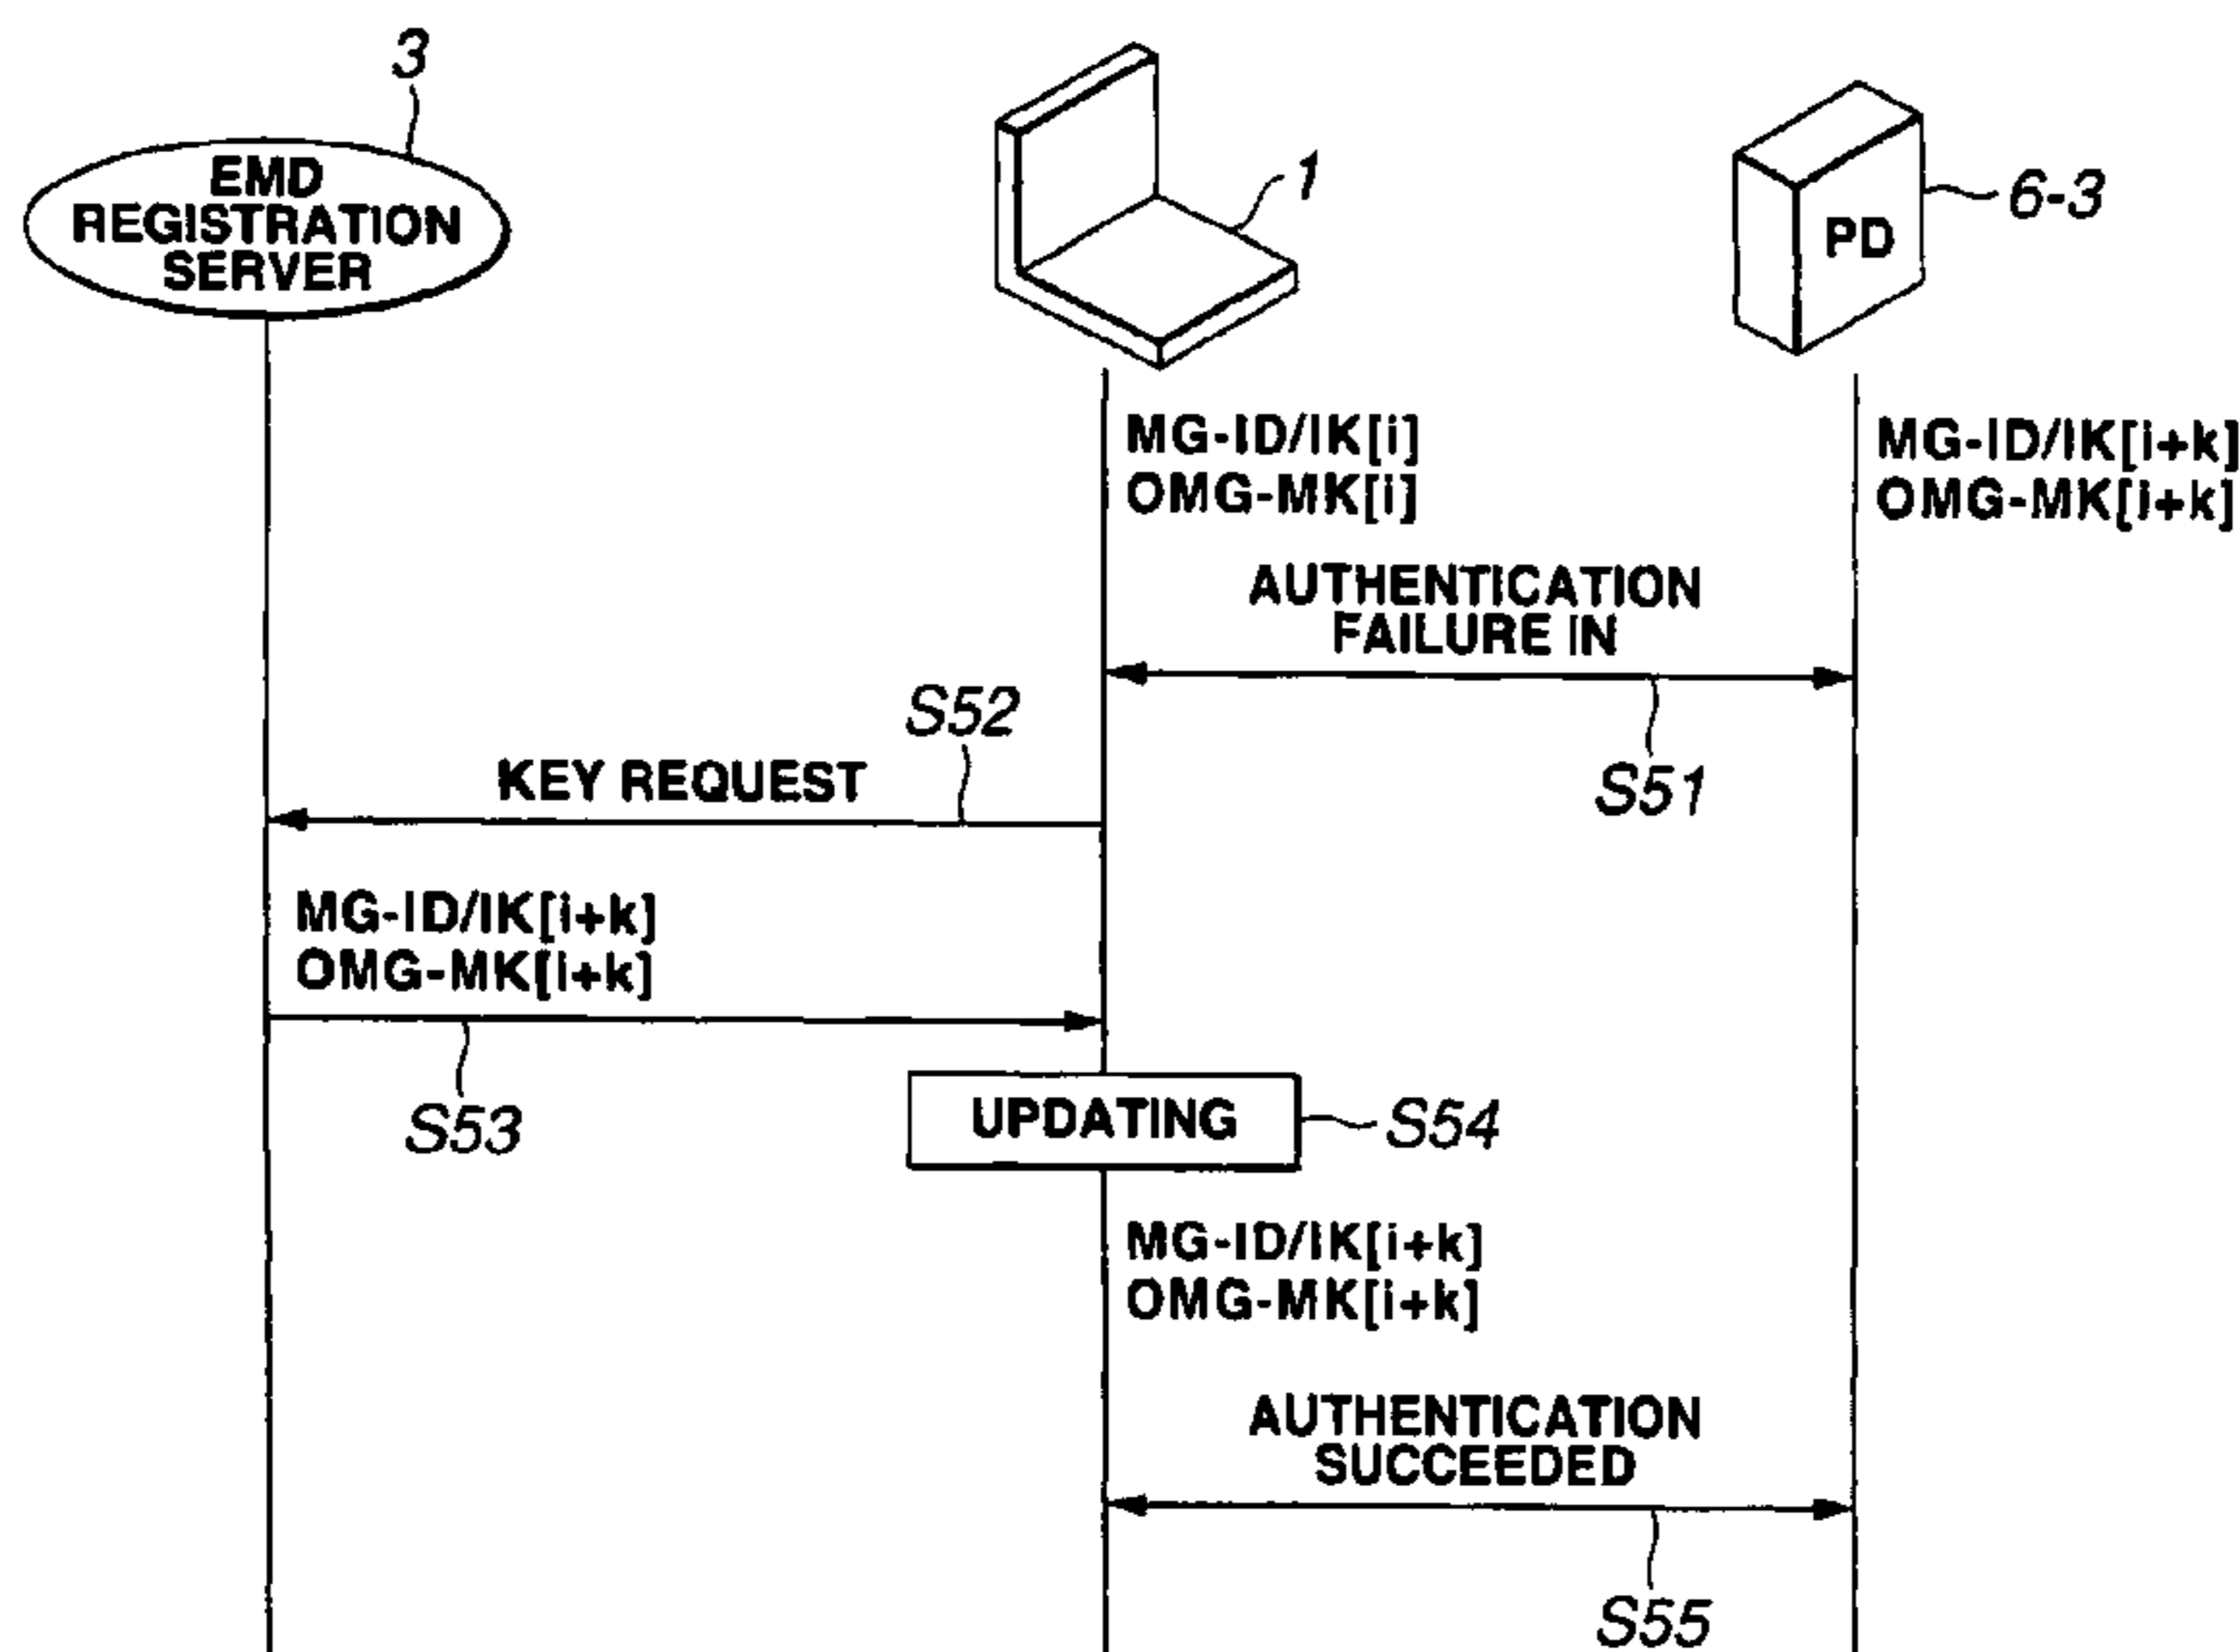 3
EMD
REGISTRATION
SERVER
1
PD
6-3
MG-ID/IK[i]
OMG-MK[i]
MG-ID/IK[i+k]
OMG-MK[i+k]
AUTHENTICATION
FAILURE IN
S51
S52
KEY REQUEST
MG-ID/IK[i+k]
OMG-MK[i+k]
S53
UPDATING
S54
MG-ID/IK[i+k]
OMG-MK[i+k]
AUTHENTICATION
SUCCEEDED
S55